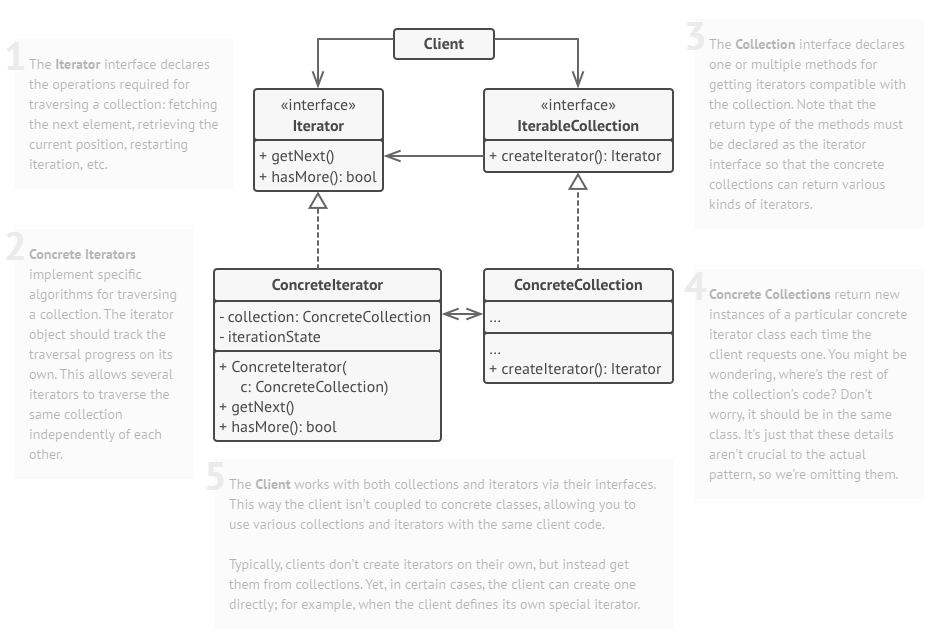 Client
1
The Iterator interface declares
the operations required for
traversing a collection: fetching
the next element, retrieving the
current position, restarting
iteration, etc.
«interface»
Iterator
+ getNext()
+ hasMore(): bool
«interface»
IterableCollection
+ createIterator(): Iterator
3
The Collection interface declares
one or multiple methods for
getting iterators compatible with
the collection. Note that the
return type of the methods must
be declared as the iterator
interface so that the concrete
collections can return various
kinds of iterators.
2
Concrete Iterators
implement specific
algorithms for traversing
a collection. The iterator
object should track the
traversal progress on its
own. This allows several
iterators to traverse the
same collection
independently of each
other.
ConcreteIterator
- collection: ConcreteCollection
- iterationState
+ ConcreteIterator(
c: ConcreteCollection)
+ getNext()
+ hasMore(): bool
ConcreteCollection
...
...
+ createIterator(): Iterator
4
Concrete Collections return new
instances of a particular concrete
iterator class each time the
client requests one. You might be
wondering, where's the rest of
the collection's code? Don't
worry, it should be in the same
class. It's just that these details
aren't crucial to the actual
pattern, so we're omitting them.
5
The Client works with both collections and iterators via their interfaces.
This way the client isn't coupled to concrete classes, allowing you to
use various collections and iterators with the same client code.
Typically, clients don't create iterators on their own, but instead get
them from collections. Yet, in certain cases, the client can create one
directly; for example, when the client defines its own special iterator.